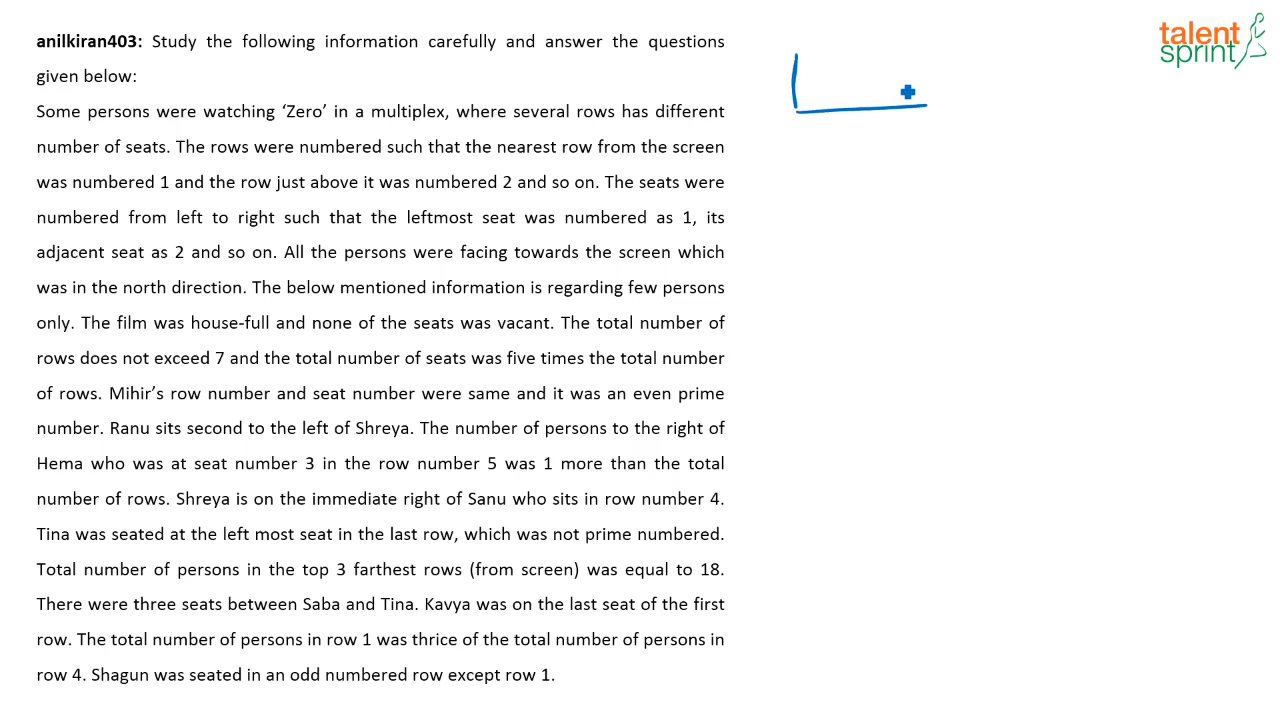 anilkiran403: Study the following information carefully and answer the questions
given below:
Some persons were watching ‘Zero’ in a multiplex, where several rows has different
number of seats. The rows were numbered such that the nearest row from the screen
was numbered 1 and the row just above it was numbered 2 and so on. The seats were
numbered from left to right such that the leftmost seat was numbered as 1, its
adjacent seat as 2 and so on. All the persons were facing towards the screen which
was in the north direction. The below mentioned information is regarding few persons
only. The film was house-full and none of the seats was vacant. The total number of
rows does not exceed 7 and the total number of seats was five times the total number
of rows. Mihir’s row number and seat number were same and it was an even prime
number. Ranu sits second to the left of Shreya. The number of persons to the right of
Hema who was at seat number 3 in the row number 5 was 1 more than the total
number of rows. Shreya is on the immediate right of Sanu who sits in row number 4.
Tina was seated at the left most seat in the last row, which was not prime numbered.
Total number of persons in the top 3 farthest rows (from screen) was equal to 18.
There were three seats between Saba and Tina. Kavya was on the last seat of the first
row. The total number of persons in row 1 was thrice of the total number of persons in
row 4. Shagun was seated in an odd numbered row except row 1.
talent
sprint